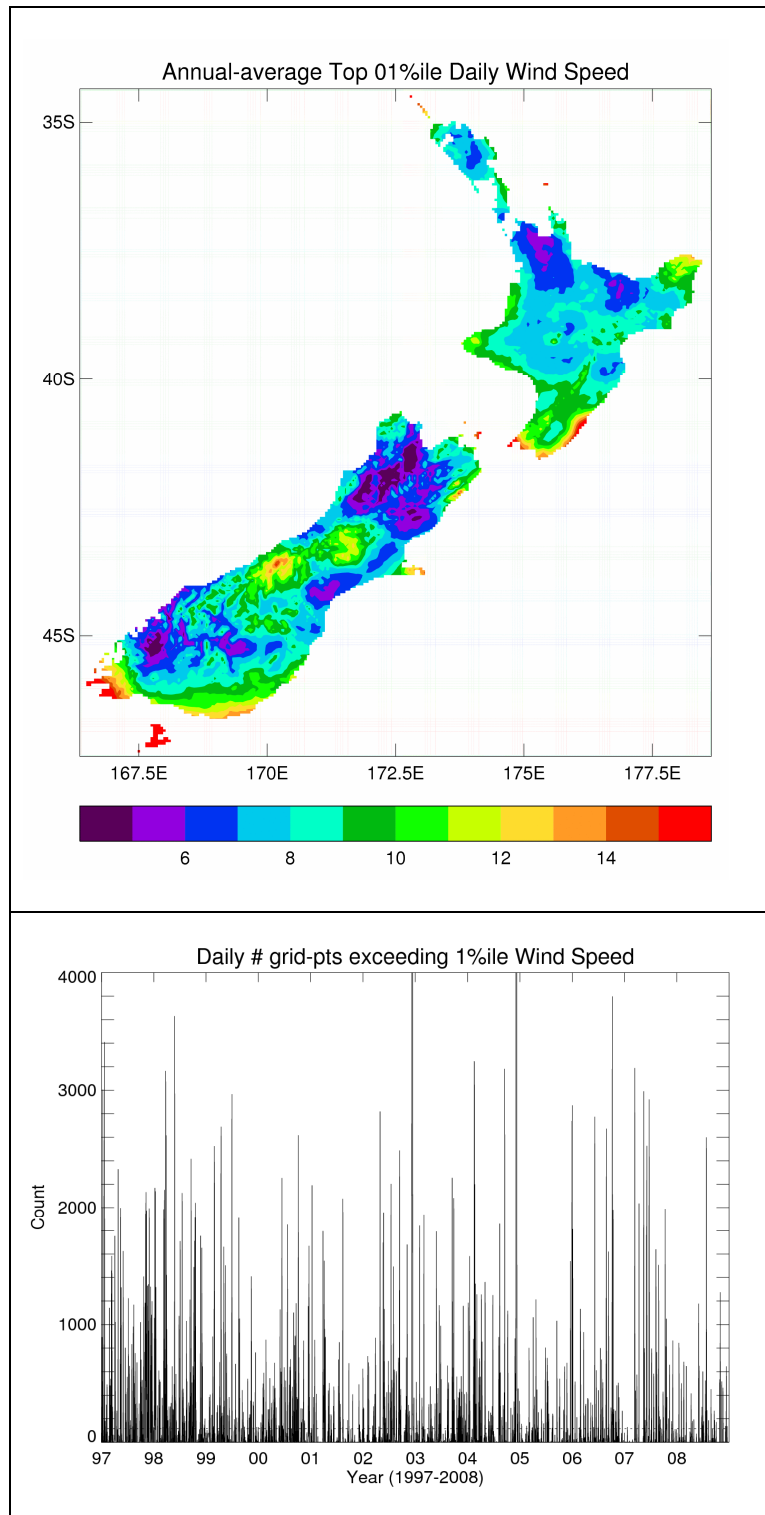 Annual-average Top 01%ile Daily Wind Speed
35S
40S
45S
167.5E 170E 172.5E 175E 177.5E
6 8 10 12 14
Daily # grid-pts exceeding 1%ile Wind Speed
4000
3000
2000
1000
0
Count
97 98 99 00 01 02 03 04 05 06 07 08
Year (1997-2008)